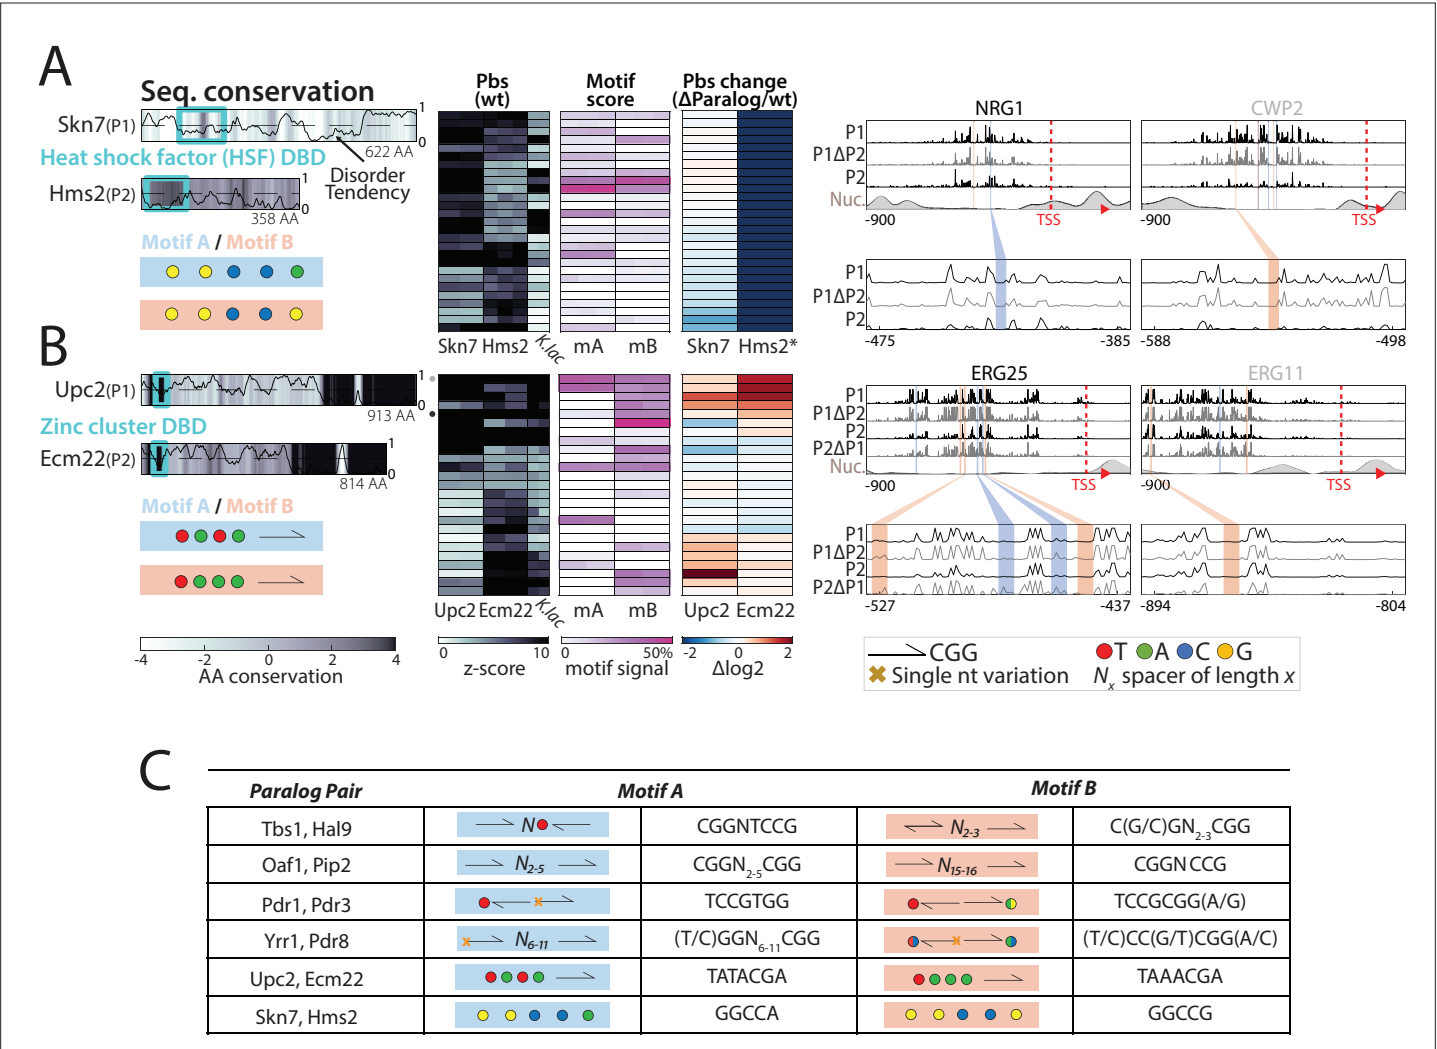 A
Seq. conservation
Skn7(P1)
1
0
622 AA
Heat shock factor (HSF) DBD
Disorder
Tendency
Hms2(P2)
1
0
358 AA
Motif A / Motif B
Pbs
(wt)
Motif
score
Pbs change
(ΔParalog/wt)
Skn7 Hms2 K.lac
mA mB
Skn7 Hms2*
NRG1
P1
P1ΔP2
P2
Nuc.
-900
TSS
CWP2
-900
TSS
P1
P1ΔP2
P2
-475
-385
-588
-498
B
Upc2(P1)
1
0
913 AA
Zinc cluster DBD
Ecm22(P2)
1
0
814 AA
Motif A / Motif B
Upc2 Ecm22 K.lac
mA mB
Upc2 Ecm22
ERG25
P1
P1ΔP2
P2
P2ΔP1
Nuc.
-900
TSS
ERG11
-900
TSS
P1
P1ΔP2
P2
P2ΔP1
-527
-437
-894
-804
-4 -2 0 2 4
AA conservation
0 10
z-score
0 50%
motif signal
-2 0 2
Δlog2
CGG
Single nt variation
T A C G
Nx spacer of length x
C
Paralog Pair Motif A Motif B
Tbs1, Hal9 N CGGNTCCG N2-3 C(G/C)GN2-3CGG
Oaf1, Pip2 N2-5 CGGN2-5CGG N15-16 CGGN CCG
Pdr1, Pdr3 TCCGTGG TCCGCGG(A/G)
Yrr1, Pdr8 N6-11 (T/C)GGN6-11CGG (T/C)CC(G/T)CGG(A/C)
Upc2, Ecm22 TATACGA TAAACGA
Skn7, Hms2 GGCCA GGCCG